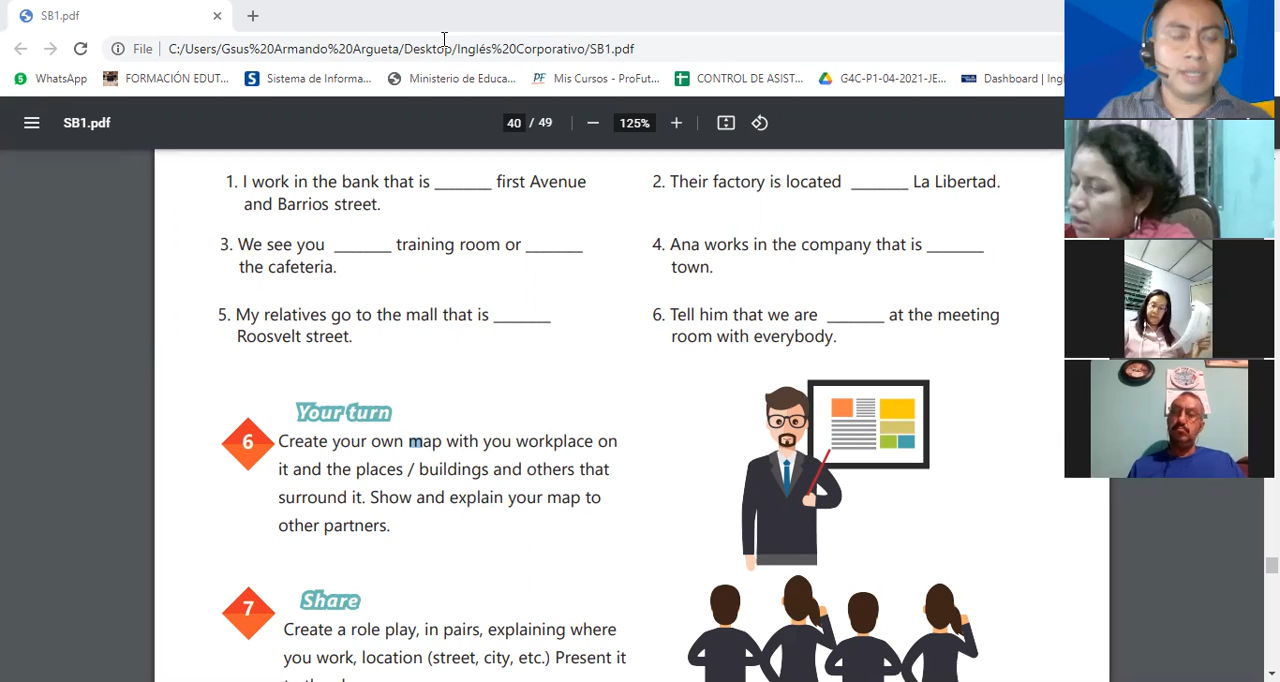 SB1.pdf
File C:/Users/Gsus%20Armando%20Argueta/Desktop/Inglés%20Corporativo/SB1.pdf
WhatsApp FORMACIÓN EDUT... Sistema de Informa... Ministerio de Educa... Mis Cursos - ProFut... CONTROL DE ASIST... G4C-P1-04-2021-JE... Dashboard | Ingl
SB1.pdf 40 / 49 125%
1. I work in the bank that is _______ first Avenue
and Barrios street.
2. Their factory is located _______ La Libertad.
3. We see you _______ training room or _______
the cafeteria.
4. Ana works in the company that is _______
town.
5. My relatives go to the mall that is _______
Roosvelt street.
6. Tell him that we are _______ at the meeting
room with everybody.
6
Your turn
Create your own map with you workplace on
it and the places / buildings and others that
surround it. Show and explain your map to
other partners.
7
Share
Create a role play, in pairs, explaining where
you work, location (street, city, etc.) Present it